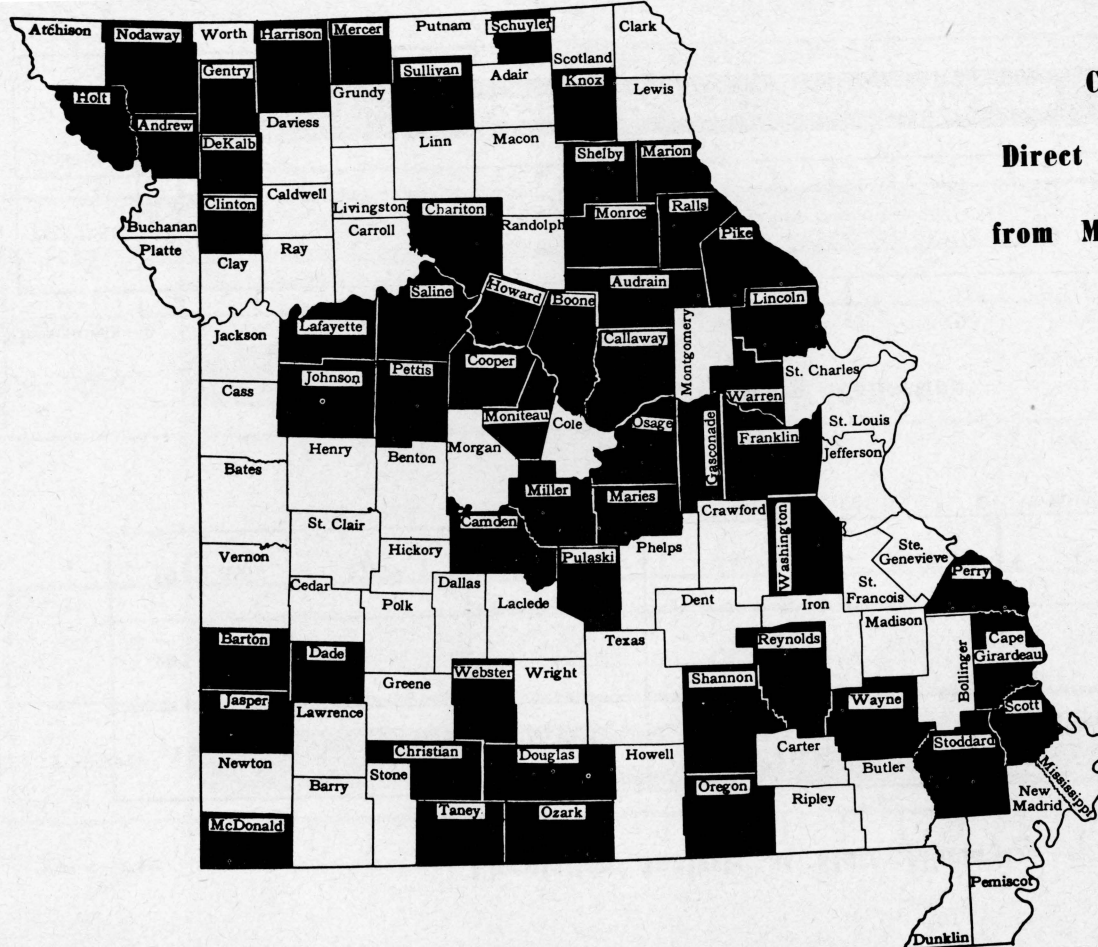 Atchison
Nodaway
Worth
Harrison
Mercer
Putnam
Schuyler
Scotland
Clark
Gentry
Sullivan
Adair
Knox
Lewis
Holt
Grundy
Andrew
Daviess
DeKalb
Linn
Macon
Shelby
Marion
Clinton
Caldwell
Livingston
Chariton
Randolph
Monroe
Ralls
Buchanan
Carroll
Pike
Platte
Clay
Ray
Saline
Howard
Boone
Audrain
Lincoln
Jackson
Lafayette
Callaway
Montgomery
Cooper
St. Charles
Cass
Johnson
Pettis
Warren
Moniteau
Cole
Osage
Gasconade
Franklin
St. Louis
Jefferson
Henry
Benton
Morgan
Bates
Miller
Maries
Crawford
Washington
St. Clair
Camden
Phelps
Vernon
Hickory
Pulaski
Ste.
Genevieve
Cedar
Dallas
St.
Francois
Perry
Polk
Laclede
Dent
Iron
Madison
Barton
Dade
Texas
Reynolds
Bollinger
Cape
Girardeau
Greene
Webster
Wright
Shannon
Jasper
Lawrence
Wayne
Scott
Newton
Christian
Douglas
Howell
Carter
Stoddard
Mississippi
Stone
Barry
Butler
New
Madrid
McDonald
Taney
Ozark
Oregon
Ripley
Pemiscot
Dunklin
C
Direct
from M